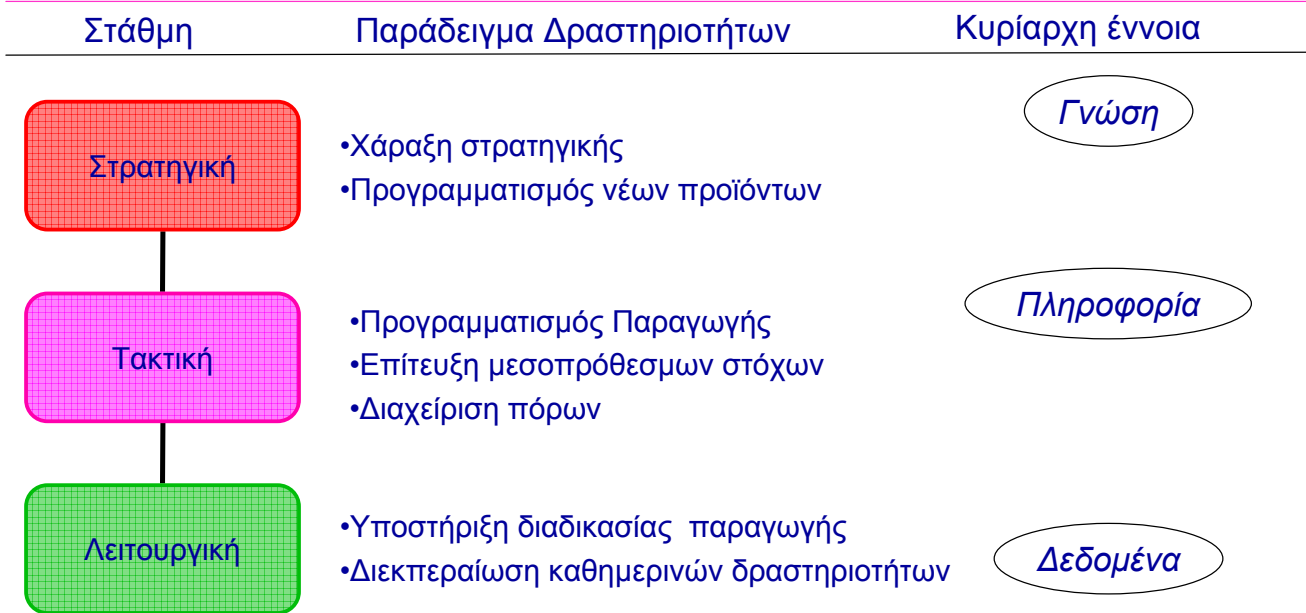 Στάθμη Παράδειγμα Δραστηριοτήτων Κυρίαρχη έννοια
Γνώση
Στρατηγική
•Χάραξη στρατηγικής
•Προγραμματισμός νέων προϊόντων
Πληροφορία
Τακτική
•Προγραμματισμός Παραγωγής
•Επίτευξη μεσοπρόθεσμων στόχων
•Διαχείριση πόρων
Λειτουργική
•Υποστήριξη διαδικασίας παραγωγής
•Διεκπεραίωση καθημερινών δραστηριοτήτων
Δεδομένα